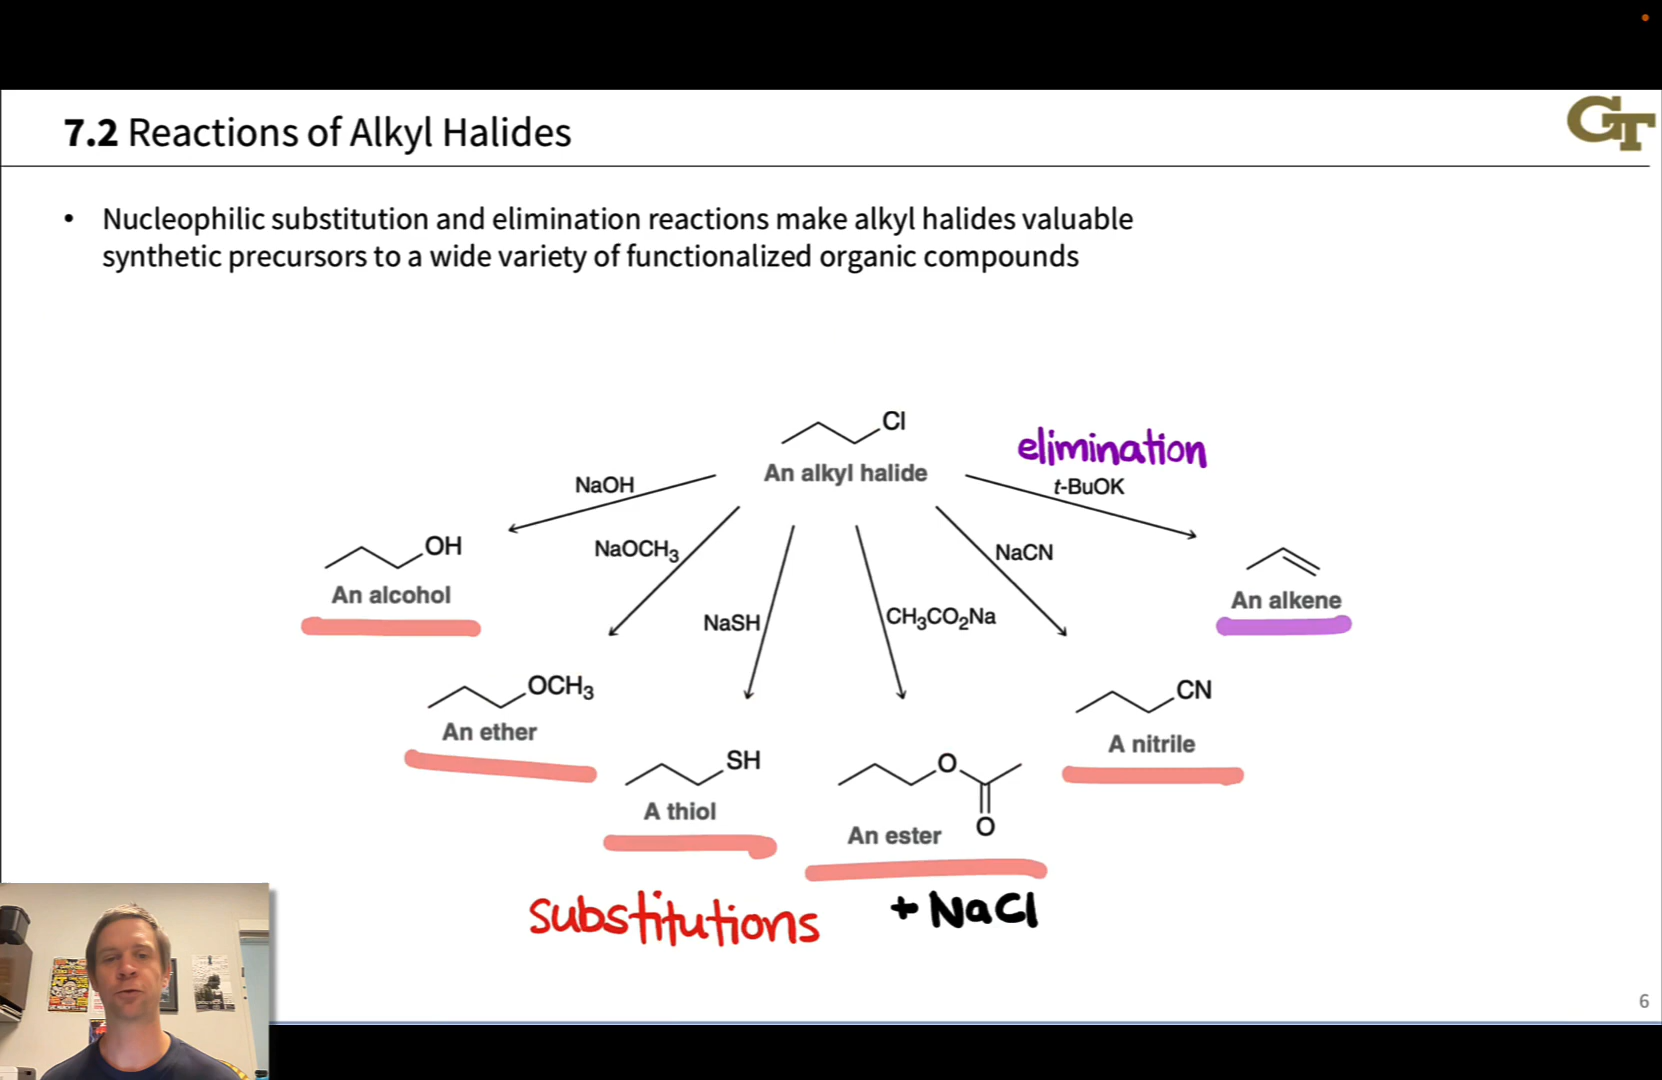 7.2 Reactions of Alkyl Halides
GT
• Nucleophilic substitution and elimination reactions make alkyl halides valuable
synthetic precursors to a wide variety of functionalized organic compounds
Cl
An alkyl halide
elimination
NaOH
t-BuOK
OH
An alcohol
NaOCH₃
NaSH
CH₃CO₂Na
NaCN
An alkene
OCH₃
An ether
SH
A thiol
O
O
An ester
CN
A nitrile
substitutions
+ NaCl
6